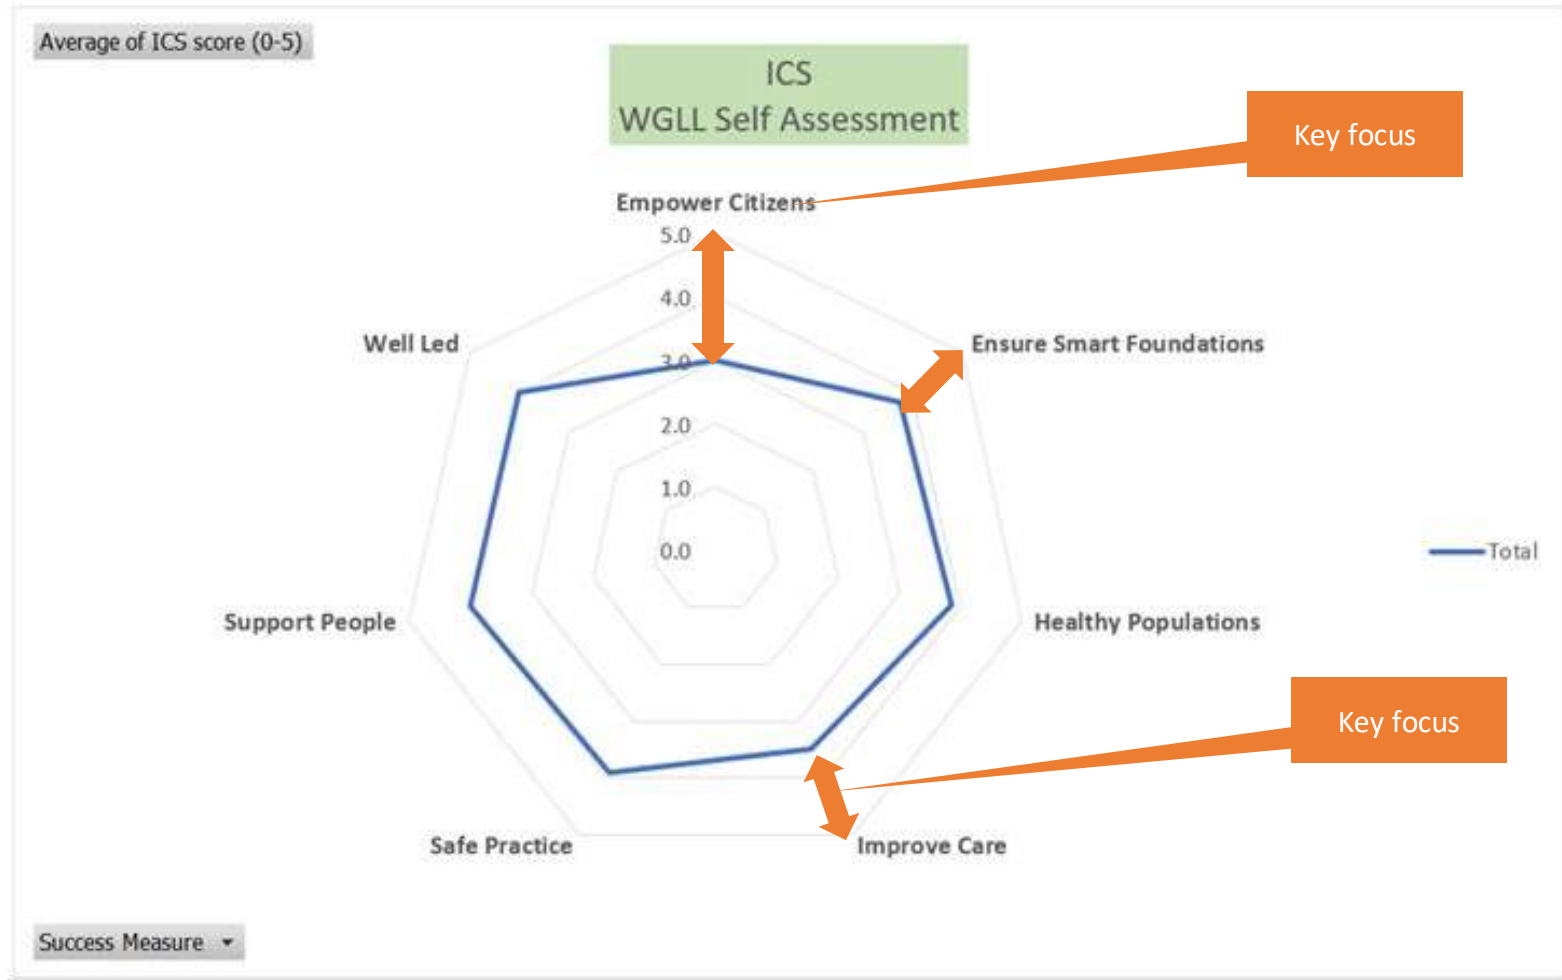 Average of ICS score (0-5)
ICS
WGLL Self Assessment
Key focus
Empower Citizens
5.0
4.0
Well Led
Ensure Smart Foundations
3.0
2.0
1.0
0.0
Total
Support People
Healthy Populations
Key focus
Safe Practice
Improve Care
Success Measure